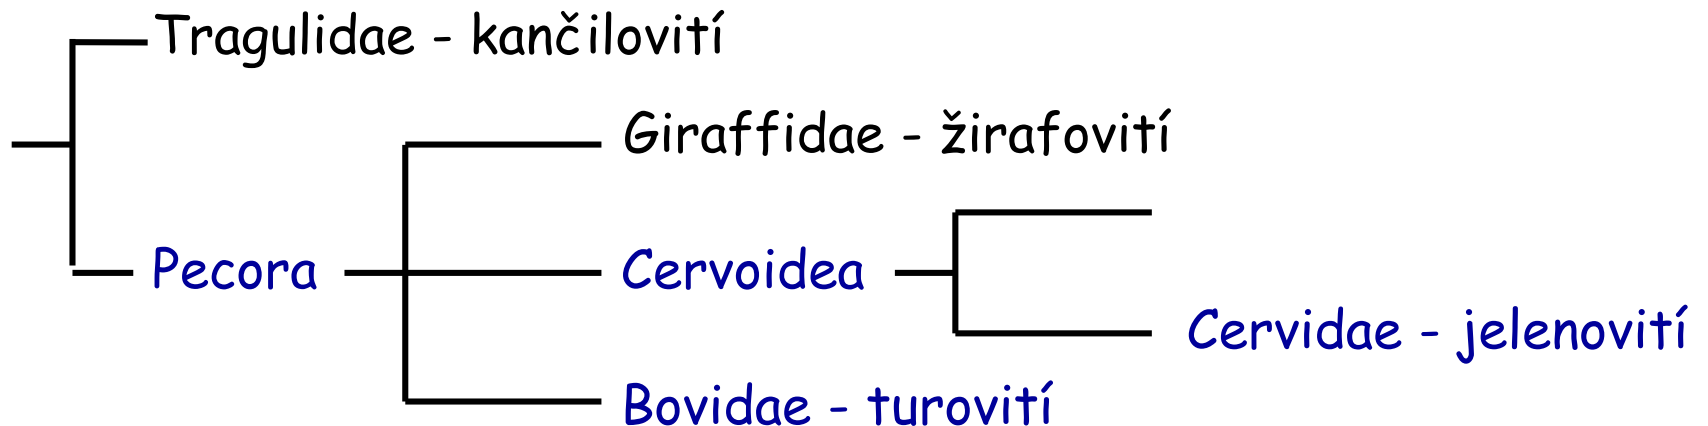 Tragulidae - kančilovití
Giraffidae - žirafovití
Pecora
Cervoidea
Cervidae - jelenovití
Bovidae - turovití